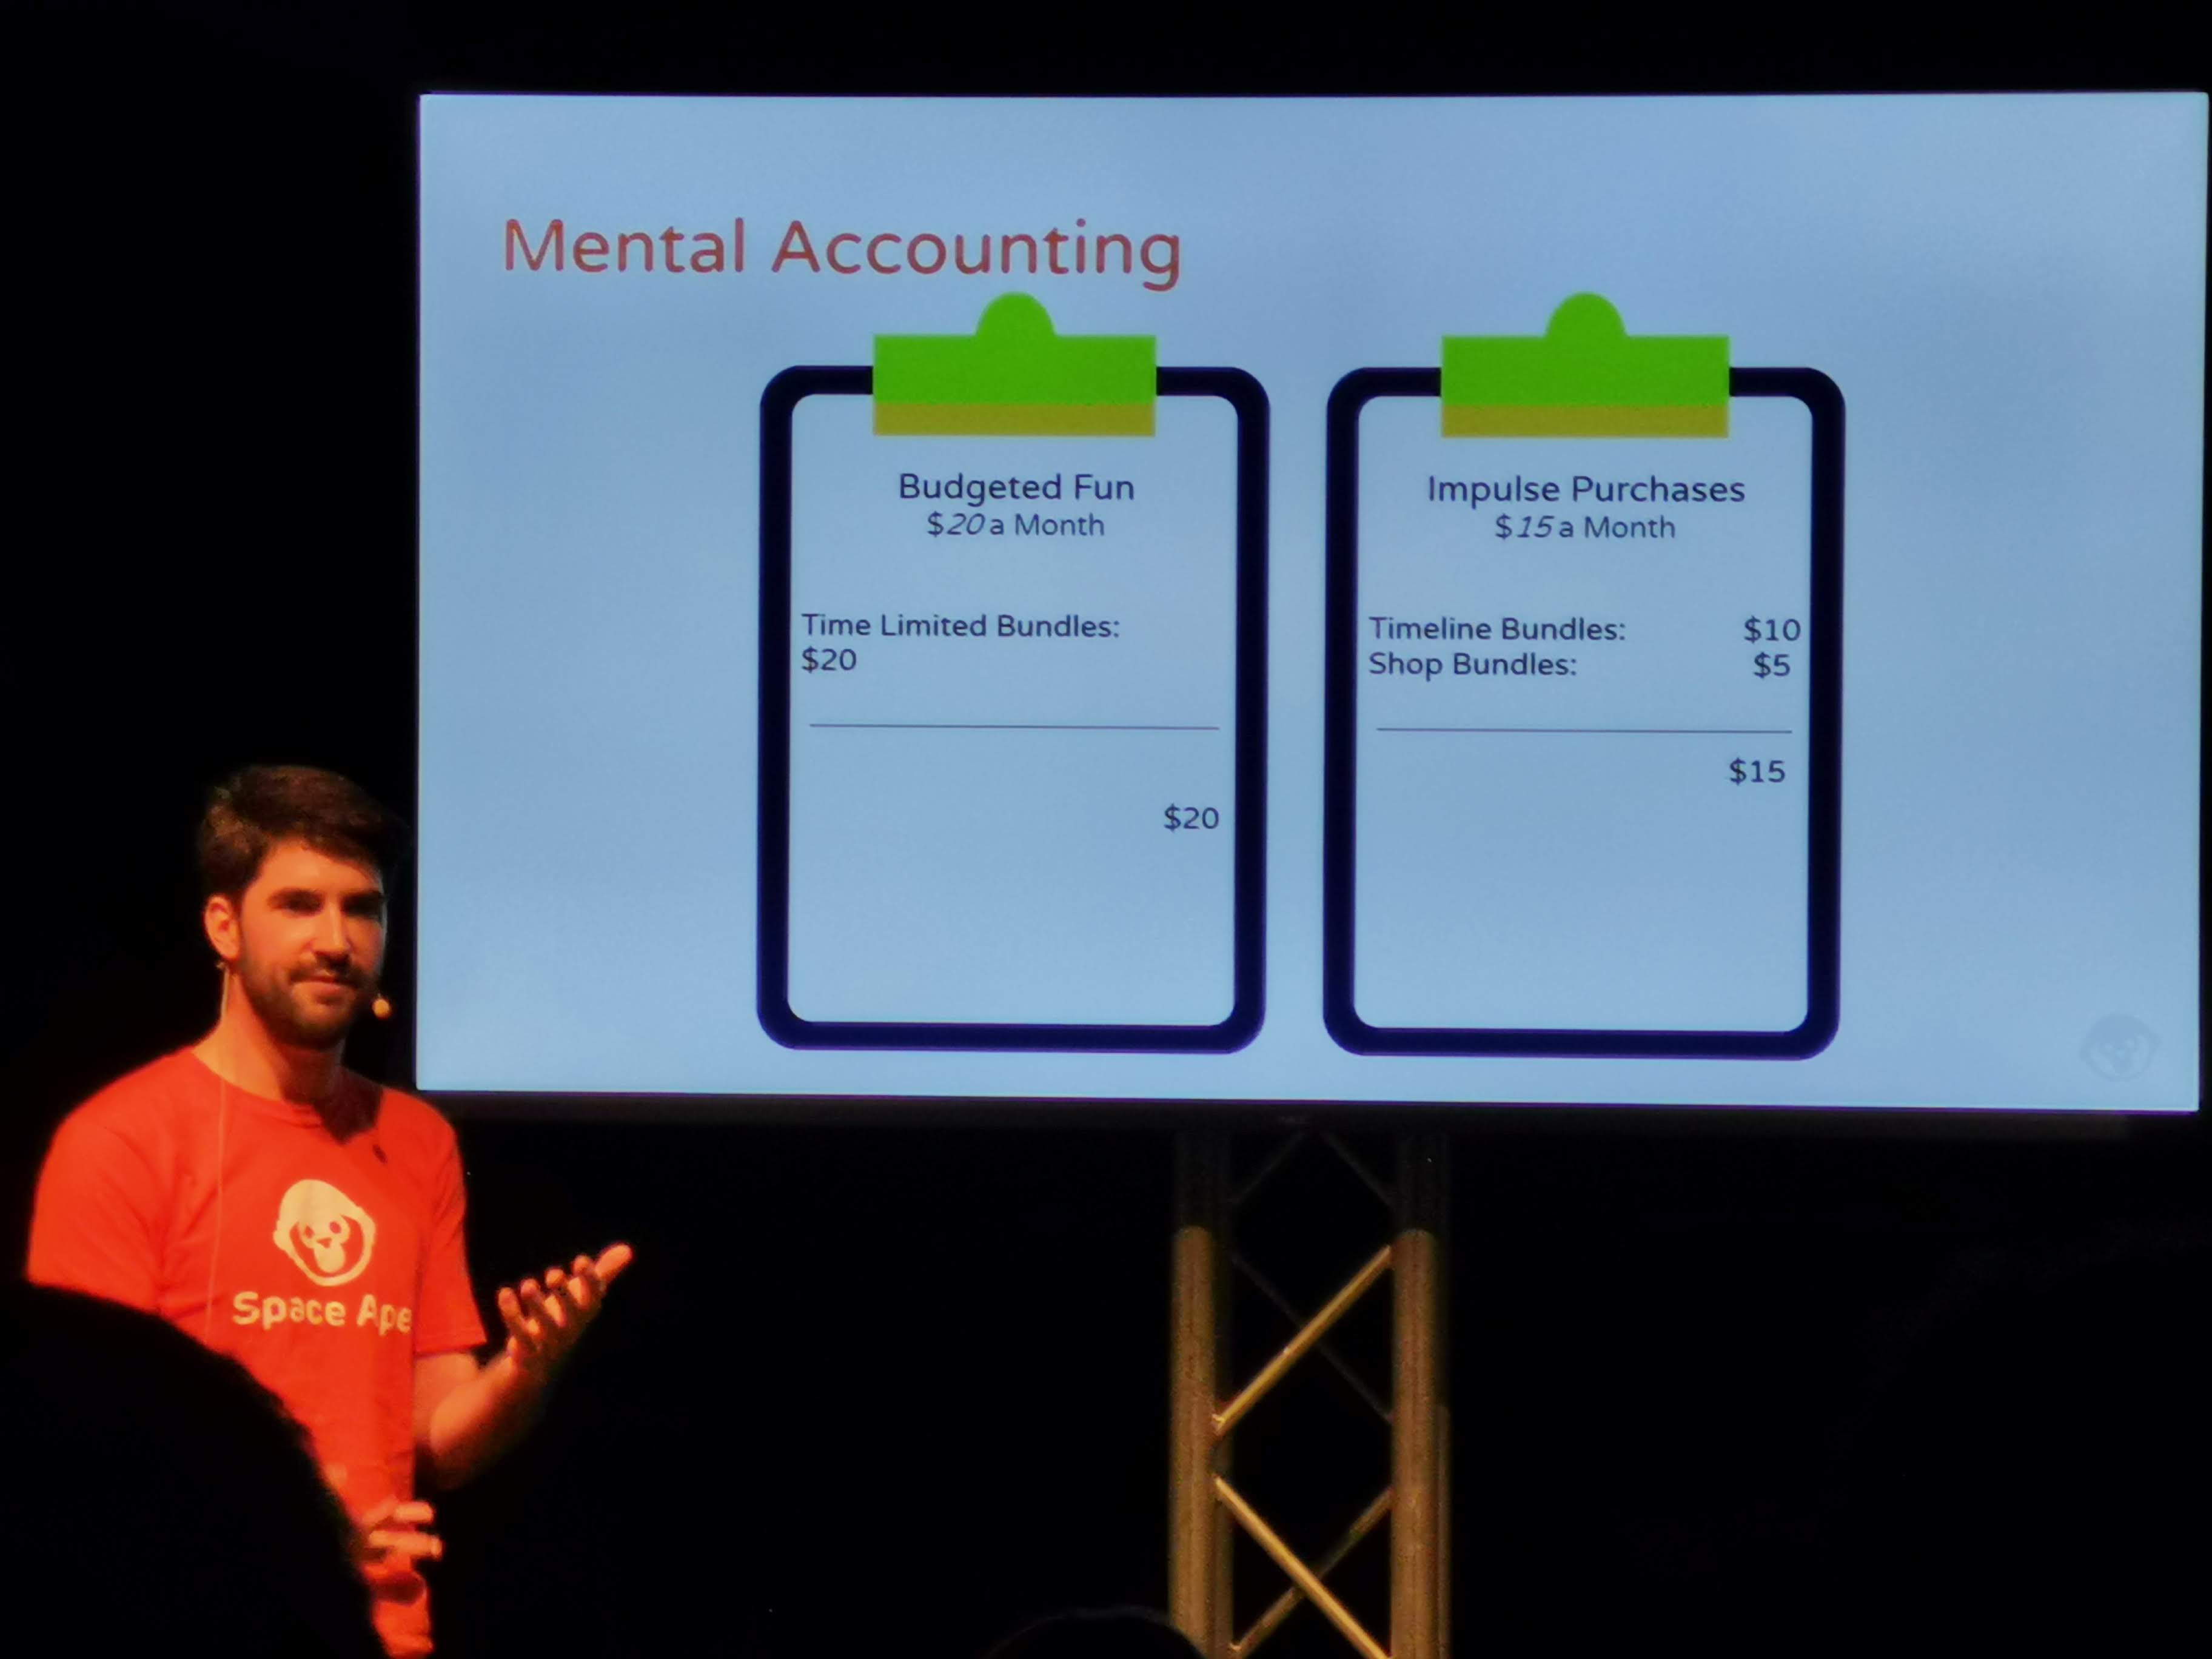 Mental Accounting
Budgeted Fun
$20 a Month
Time Limited Bundles:
$20
$20
Impulse Purchases
$15 a Month
Timeline Bundles: $10
Shop Bundles: $5
$15
Space Ape